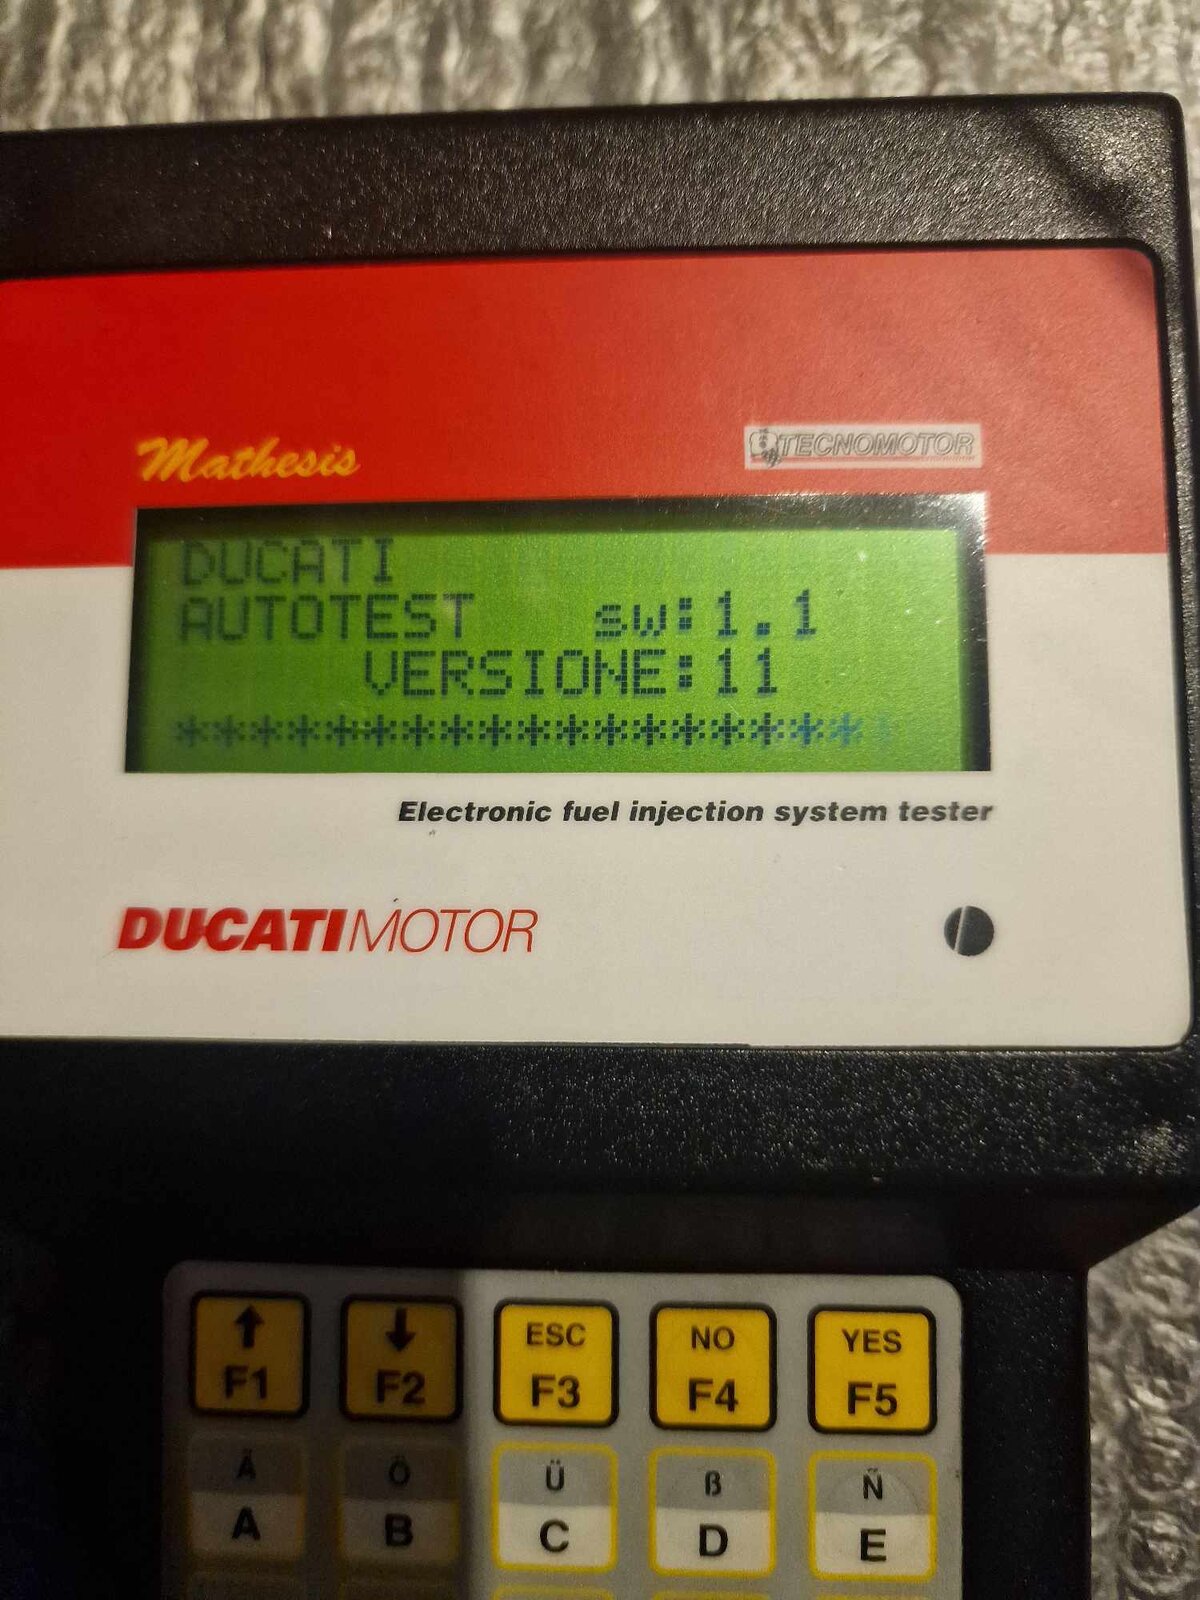 Mathesis
TECNOMOTOR
DUCATI
AUTOTEST sw:1.1
VERSIONE:11
******************
Electronic fuel injection system tester
DUCATIMOTOR
↑ ↓ ESC NO YES
F1 F2 F3 F4 F5
Ä Ö Ü ß Ñ
A B C D E